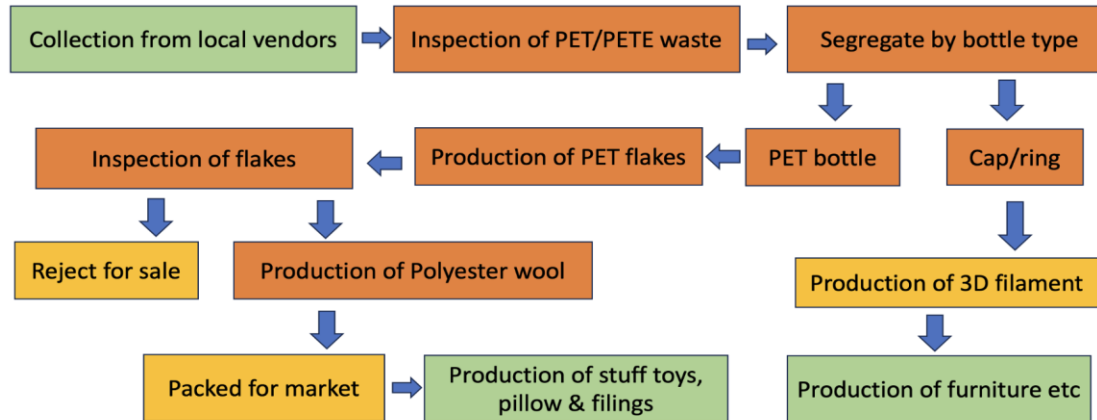 Collection from local vendors
Inspection of PET/PETE waste
Segregate by bottle type
Inspection of flakes
Production of PET flakes
PET bottle
Cap/ring
Reject for sale
Production of Polyester wool
Production of 3D filament
Packed for market
Production of stuff toys,
pillow & filings
Production of furniture etc